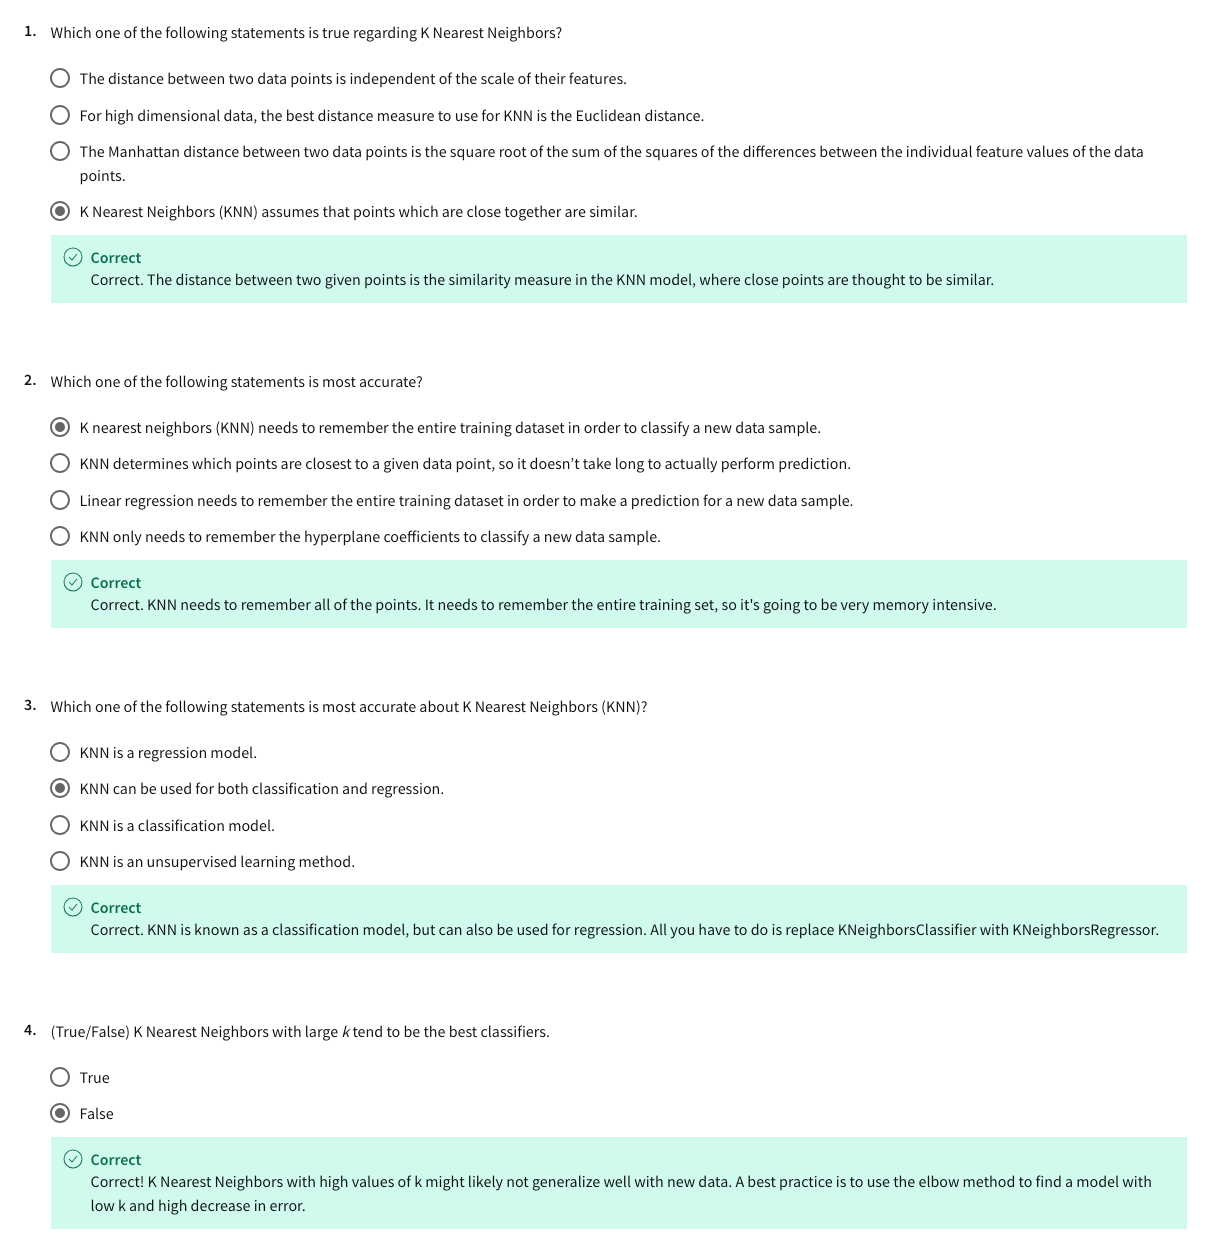 1. Which one of the following statements is true regarding K Nearest Neighbors?
The distance between two data points is independent of the scale of their features.
For high dimensional data, the best distance measure to use for KNN is the Euclidean distance.
The Manhattan distance between two data points is the square root of the sum of the squares of the differences between the individual feature values of the data
points.
K Nearest Neighbors (KNN) assumes that points which are close together are similar.
Correct
Correct. The distance between two given points is the similarity measure in the KNN model, where close points are thought to be similar.
2. Which one of the following statements is most accurate?
K nearest neighbors (KNN) needs to remember the entire training dataset in order to classify a new data sample.
KNN determines which points are closest to a given data point, so it doesn’t take long to actually perform prediction.
Linear regression needs to remember the entire training dataset in order to make a prediction for a new data sample.
KNN only needs to remember the hyperplane coefficients to classify a new data sample.
Correct
Correct. KNN needs to remember all of the points. It needs to remember the entire training set, so it's going to be very memory intensive.
3. Which one of the following statements is most accurate about K Nearest Neighbors (KNN)?
KNN is a regression model.
KNN can be used for both classification and regression.
KNN is a classification model.
KNN is an unsupervised learning method.
Correct
Correct. KNN is known as a classification model, but can also be used for regression. All you have to do is replace KNeighborsClassifier with KNeighborsRegressor.
4. (True/False) K Nearest Neighbors with large k tend to be the best classifiers.
True
False
Correct
Correct! K Nearest Neighbors with high values of k might likely not generalize well with new data. A best practice is to use the elbow method to find a model with
low k and high decrease in error.